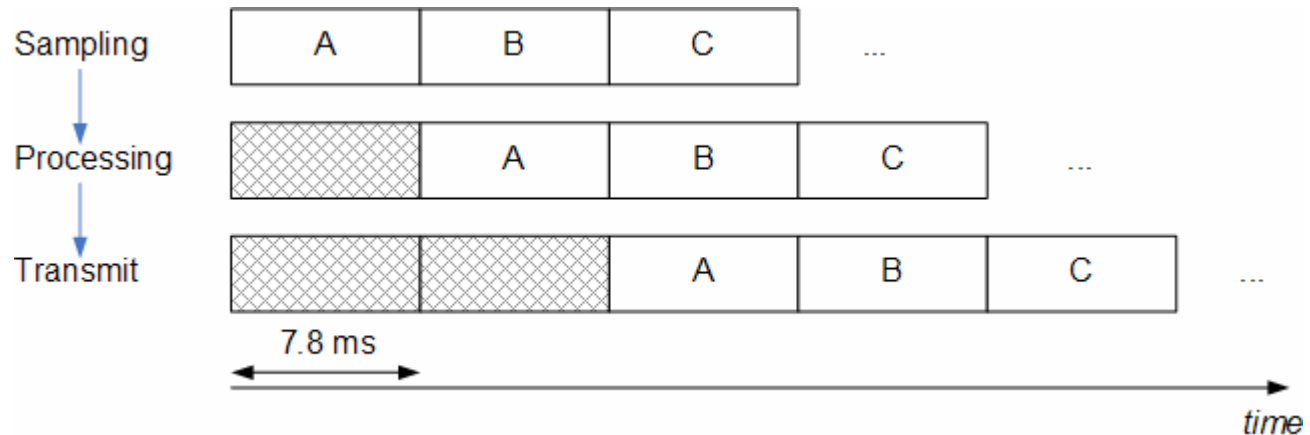 Sampling A B C ...
Processing A B C ...
Transmit A B C ...
7.8 ms
time